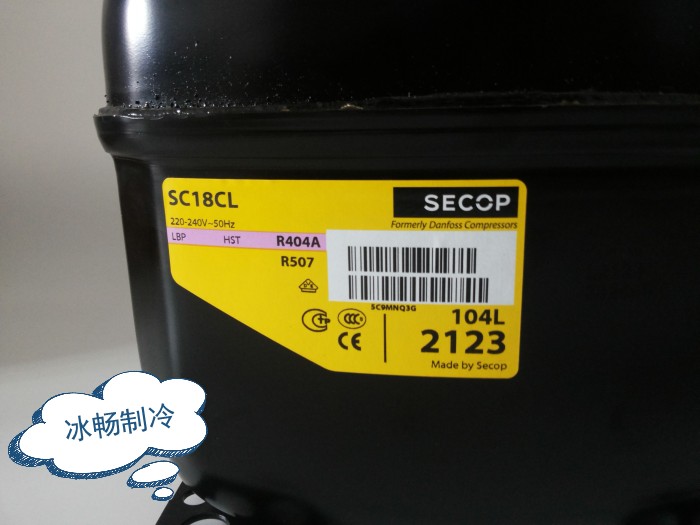 SC18CL
SECOP
220-240V~50Hz
Formerly Danfoss Compressors
LBP HST R404A
R507
SC9MNQ3G
104L
2123
CE
Made by Secop
冰畅制冷